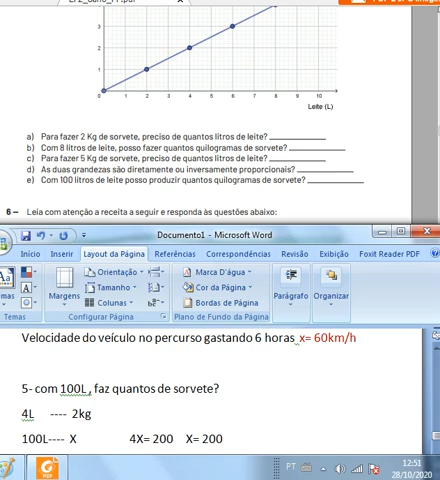 3
2
1
0 1 2 3 4 5 6 7 8 9 10
Leite (L)
a) Para fazer 2 Kg de sorvete, preciso de quantos litros de leite?
b) Com 8 litros de leite, posso fazer quantos quilogramas de sorvete?
c) Para fazer 5 Kg de sorvete, preciso de quantos litros de leite?
d) As duas grandezas são diretamente ou inversamente proporcionais?
e) Com 100 litros de leite posso produzir quantos quilogramas de sorvete?
6 – Leia com atenção a receita a seguir e responda às questões abaixo:
Documento1 - Microsoft Word
Início Inserir Layout da Página Referências Correspondências Revisão Exibição Foxit Reader PDF
Aa Orientação Marca D'água
A Margens Tamanho Cor da Página Parágrafo Organizar
Colunas Bordas de Página
Temas Configurar Página Plano de Fundo da Página
Velocidade do veículo no percurso gastando 6 horas x= 60km/h
5- com 100L , faz quantos de sorvete?
4L ---- 2kg
100L---- X 4X= 200 X= 200
PT 12:51
28/10/2020